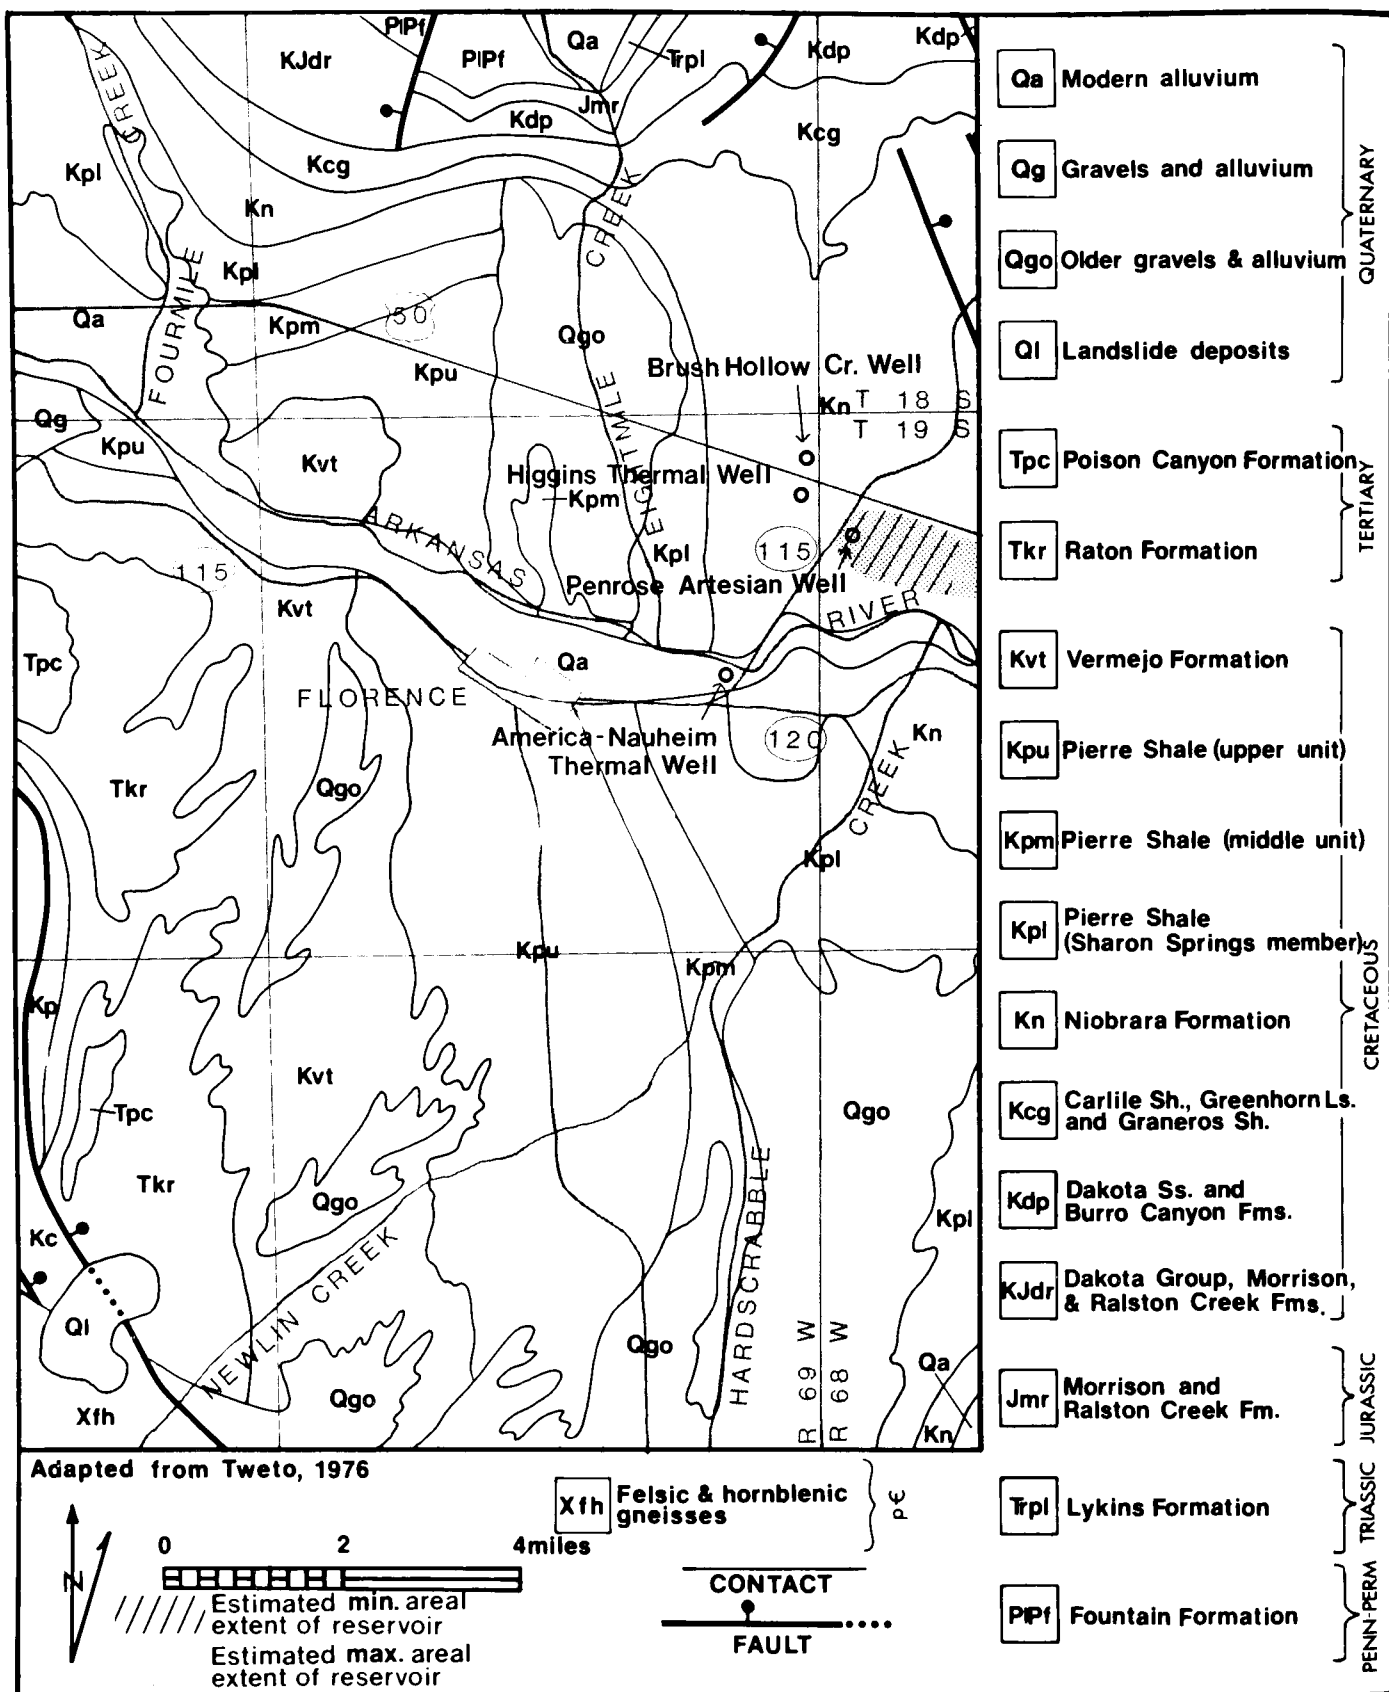 PIPf
Qa
Kdp
Kdp
KJdr
PIPf
Trpl
CREEK
Jmr
Kdp
Kcg
Kpl
Kcg
CREEK
Kn
Kpl
FOURMILE
Qa
Kpm
50
Qgo
Kpu
Brush Hollow Cr. Well
Kn T 18 S
T 19 S
Qg
Kpu
Kvt
EIGHTMILE
Higgins Thermal Well
Kpm
ARKANSAS
Kpl
115
115
Penrose Artesian Well
RIVER
Kvt
Tpc
Qa
FLORENCE
America-Nauheim
Thermal Well
120
Kn
CREEK
Tkr
Qgo
Kpl
Kpu
Kpm
Kp
Kvt
Tpc
Qgo
Tkr
Qgo
HARDSCRABBLE
Kpl
Kc
NEWLIN CREEK
Ql
Qgo
R 69 W
R 68 W
Qa
Xfh
Qgo
Kn
Qa Modern alluvium
Qg Gravels and alluvium
Qgo Older gravels & alluvium
Ql Landslide deposits
QUATERNARY
Tpc Poison Canyon Formation
Tkr Raton Formation
TERTIARY
Kvt Vermejo Formation
Kpu Pierre Shale (upper unit)
Kpm Pierre Shale (middle unit)
Kpl Pierre Shale
(Sharon Springs member)
Kn Niobrara Formation
Kcg Carlile Sh., Greenhorn Ls.
and Graneros Sh.
Kdp Dakota Ss. and
Burro Canyon Fms.
KJdr Dakota Group, Morrison,
& Ralston Creek Fms.
CRETACEOUS
Jmr Morrison and
Ralston Creek Fm.
JURASSIC
Trpl Lykins Formation
TRIASSIC
PIPf Fountain Formation
PENN-PERM
Adapted from Tweto, 1976
Xfh Felsic & hornblenic
gneisses
pЄ
N
0 2 4 miles
Estimated min. areal
extent of reservoir
Estimated max. areal
extent of reservoir
CONTACT
FAULT